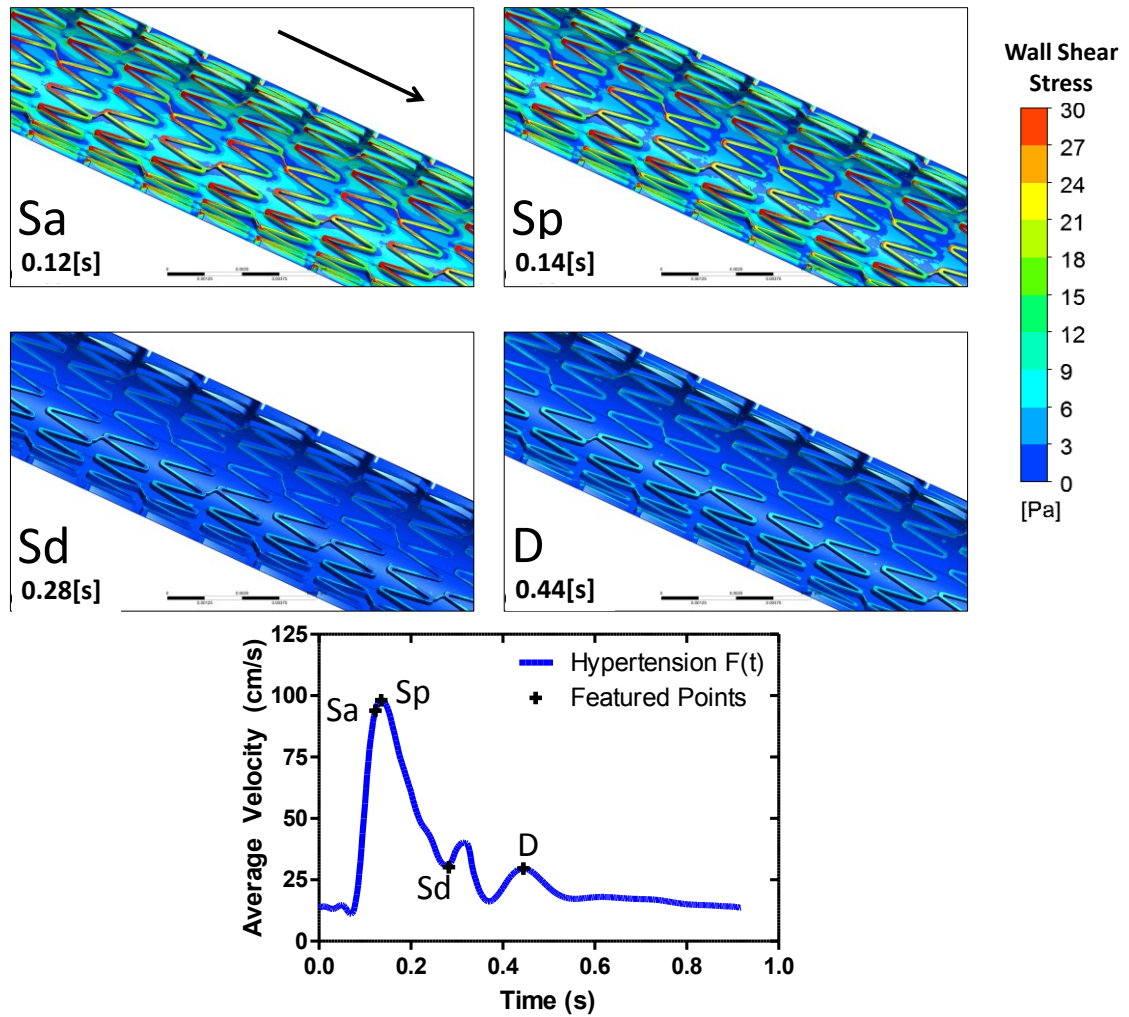 Sa
0.12[s]
Sp
0.14[s]
Wall Shear
Stress
30
27
24
21
18
15
12
9
6
3
0
[Pa]
Sd
0.28[s]
D
0.44[s]
125
100
75
50
25
0
Average Velocity (cm/s)
Hypertension F(t)
Featured Points
Sa
Sp
Sd
D
0.0 0.2 0.4 0.6 0.8 1.0
Time (s)